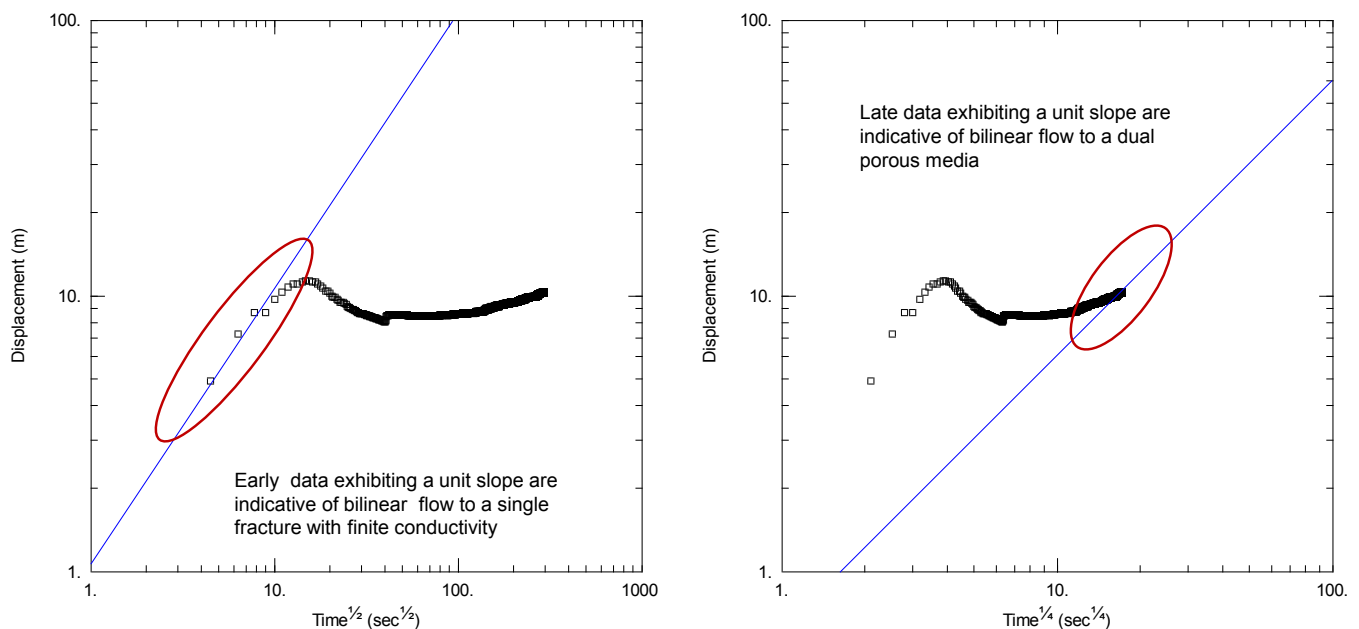 100.
10.
1.
Displacement (m)
1.
10.
100.
1000
Time½ (sec½)
Early data exhibiting a unit slope are
indicative of bilinear flow to a single
fracture with finite conductivity
100.
10.
1.
Displacement (m)
1.
10.
100.
Time¼ (sec¼)
Late data exhibiting a unit slope are
indicative of bilinear flow to a dual
porous media